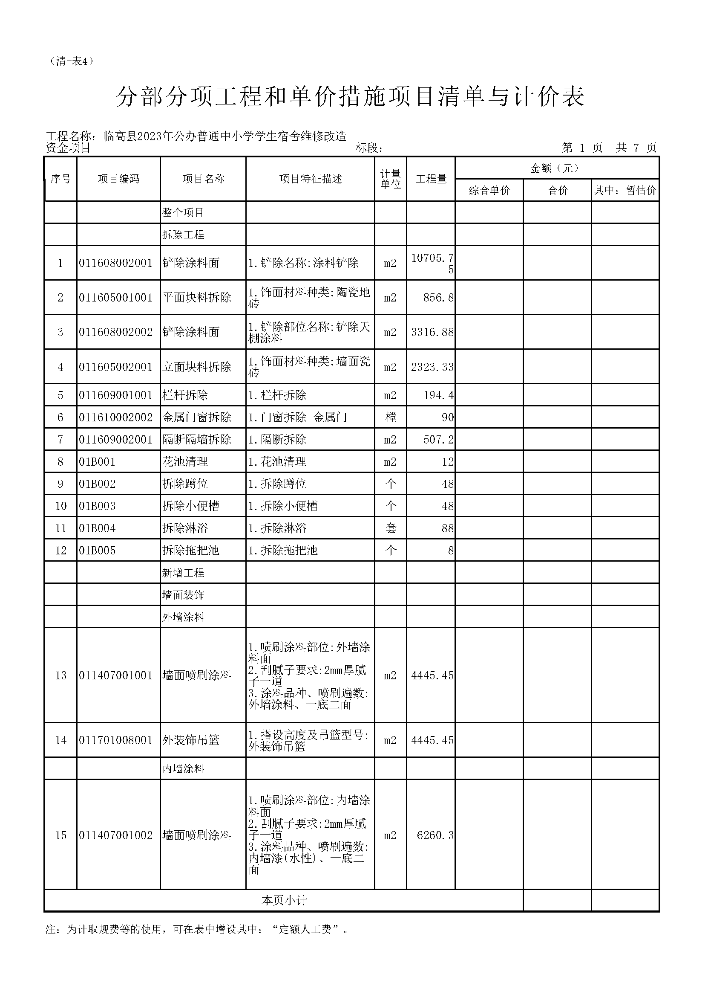 （清-表4）
分部分项工程和单价措施项目清单与计价表
工程名称：临高县2023年公办普通中小学学生宿舍维修改造
资金项目 标段： 第 1 页 共 7 页
序号 项目编码 项目名称 项目特征描述 计量单位 工程量 金额（元）
综合单价 合价 其中：暂估价
整个项目
拆除工程
1 011608002001 铲除涂料面 1.铲除名称:涂料铲除 m2 10705.7
5
2 011605001001 平面块料拆除 1.饰面材料种类:陶瓷地
砖 m2 856.8
3 011608002002 铲除涂料面 1.铲除部位名称:铲除天
棚涂料 m2 3316.88
4 011605002001 立面块料拆除 1.饰面材料种类:墙面瓷
砖 m2 2323.33
5 011609001001 栏杆拆除 1.栏杆拆除 m2 194.4
6 011610002002 金属门窗拆除 1.门窗拆除 金属门 樘 90
7 011609002001 隔断隔墙拆除 1.隔断拆除 m2 507.2
8 01B001 花池清理 1.花池清理 m2 12
9 01B002 拆除蹲位 1.拆除蹲位 个 48
10 01B003 拆除小便槽 1.拆除小便槽 个 48
11 01B004 拆除淋浴 1.拆除淋浴 套 88
12 01B005 拆除拖把池 1.拆除拖把池 个 8
新增工程
墙面装饰
外墙涂料
13 011407001001 墙面喷刷涂料 1.喷刷涂料部位:外墙涂
料面
2.刮腻子要求:2mm厚腻
子一道
3.涂料品种、喷刷遍数:
外墙涂料、一底二面 m2 4445.45
14 011701008001 外装饰吊篮 1.搭设高度及吊篮型号:
外装饰吊篮 m2 4445.45
内墙涂料
15 011407001002 墙面喷刷涂料 1.喷刷涂料部位:内墙涂
料面
2.刮腻子要求:2mm厚腻
子一道
3.涂料品种、喷刷遍数:
内墙漆(水性)、一底二
面 m2 6260.3
本页小计
注：为计取规费等的使用，可在表中增设其中：“定额人工费”。